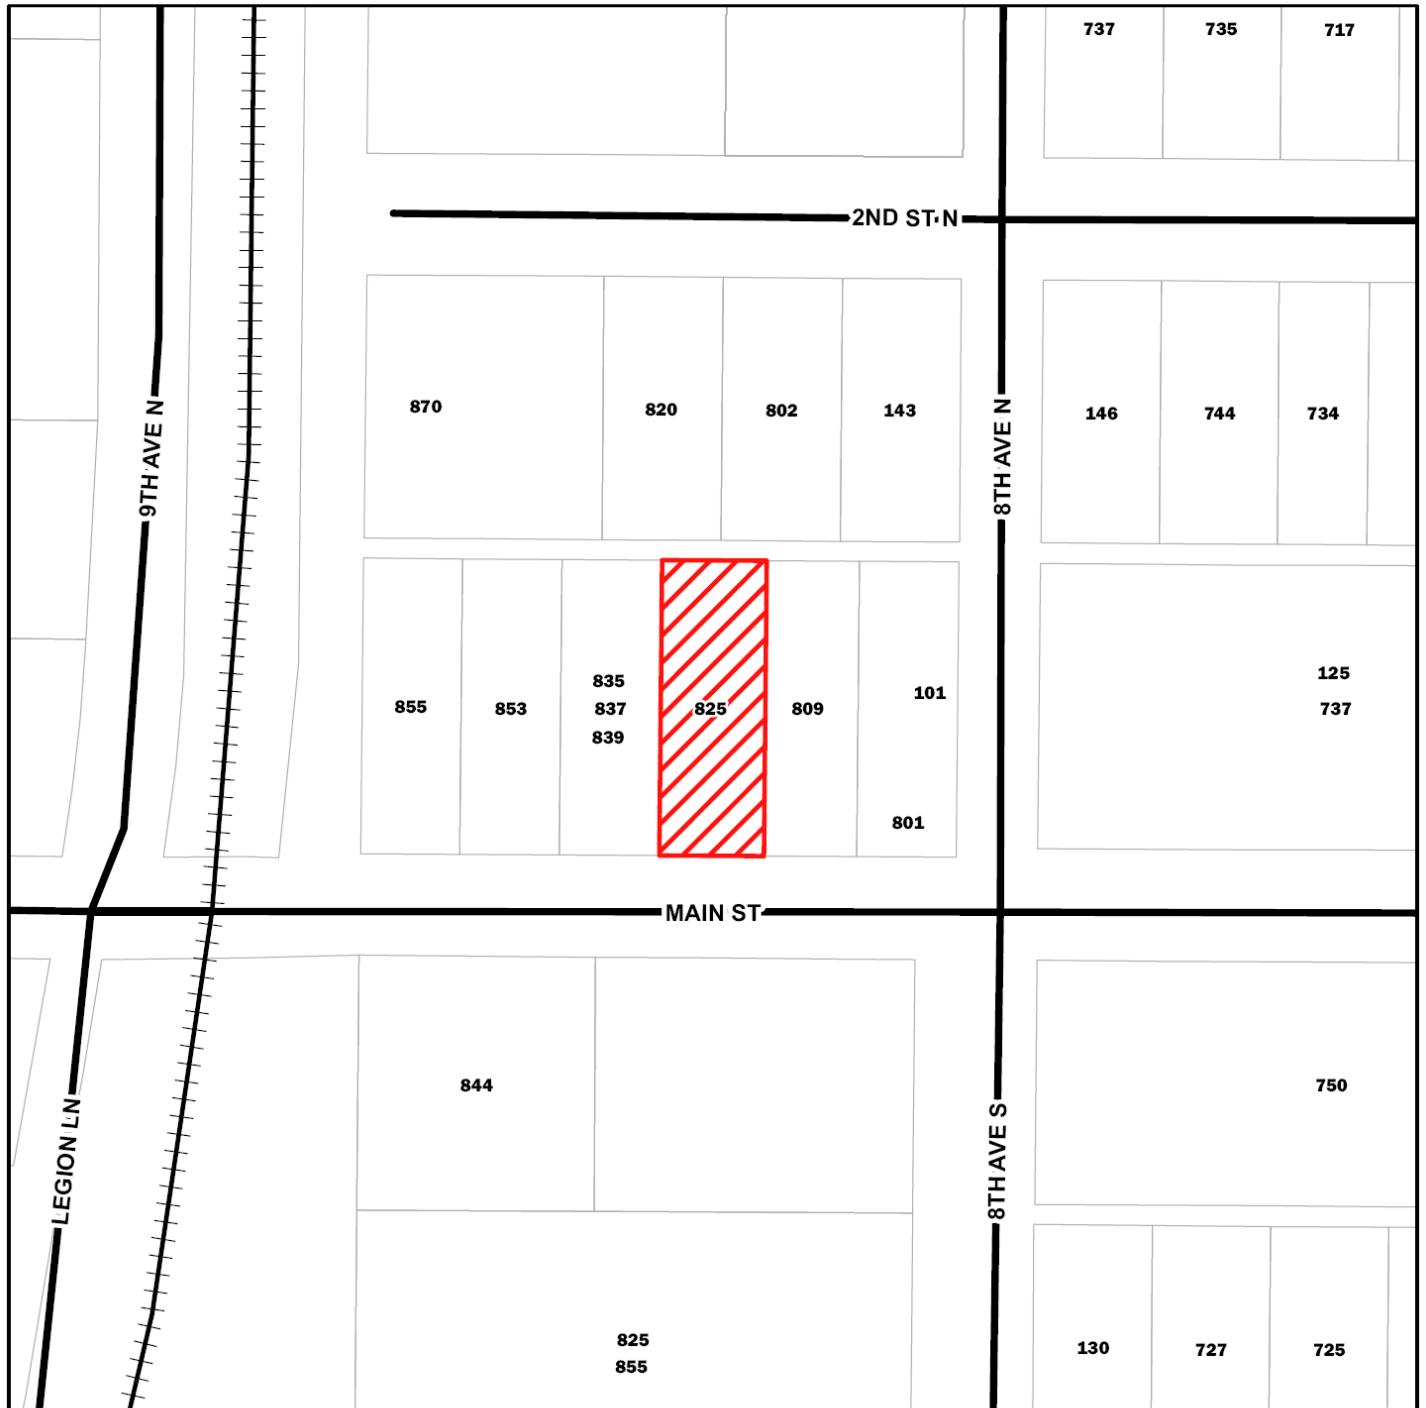 737 735 717
2ND ST N
870 820 802 143 146 744 734
9TH AVE N
8TH AVE N
835
837
839
855 853 825 809 101
801
125
737
MAIN ST
844 750
LEGION LN
8TH AVE S
825
855
130 727 725